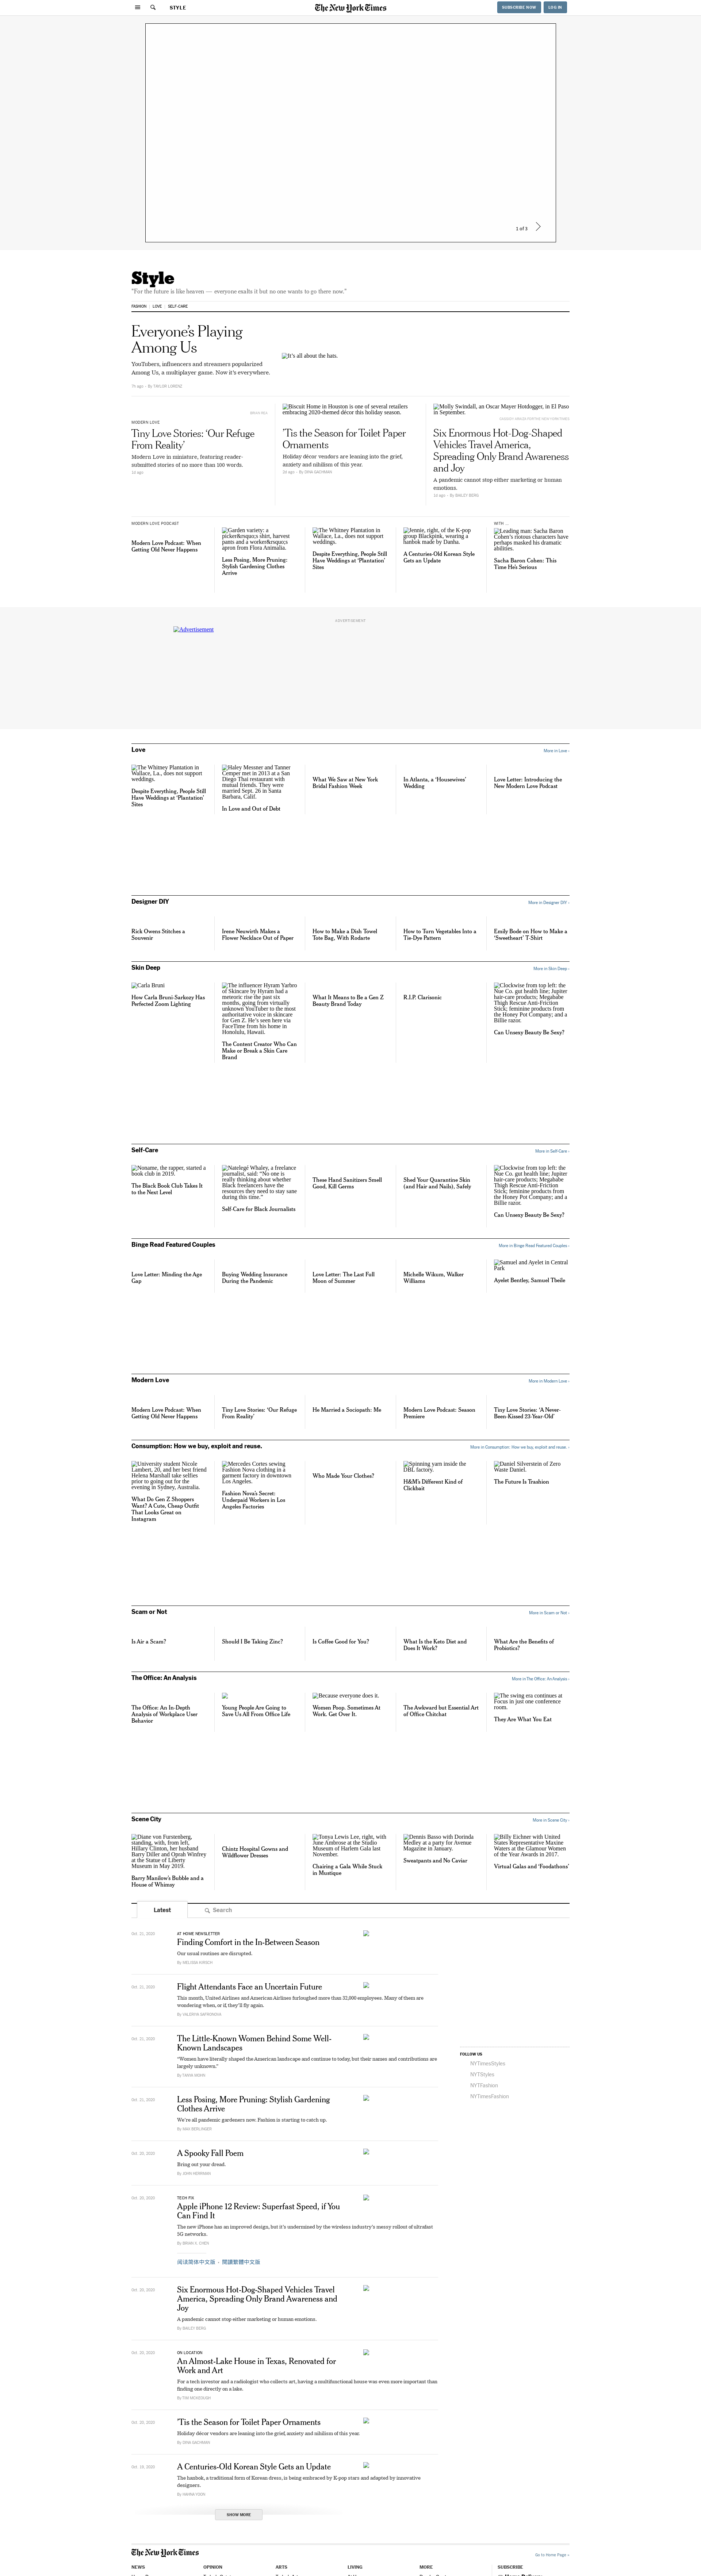 STYLE
The New York Times
SUBSCRIBE NOW
LOG IN
1 of 3
Style
"For the future is like heaven — everyone exalts it but no one wants to go there now."
FASHION
LOVE
SELF-CARE
Everyone's Playing
Among Us
YouTobers, influencers and streamers popularized
Among Us, a multiplayer game. Now it's everywhere.
7h ago · By TAYLOR LORENZ
It's all about the hats.
MODERN LOVE
Tiny Love Stories: 'Our Refuge
From Reality'
Modern Love in miniature, featuring reader-
submitted stories of no more than 100 words.
1d ago
Biscuit Home in Houston is one of several retailers
embracing 2020-themed décor this holiday season.
'Tis the Season for Toilet Paper
Ornaments
Holiday décor vendors are leaning into the grief,
anxiety and nihilism of this year.
2d ago · By GINA GACHMAN
Molly Swindall, an Oscar Mayer Hotdogger, in El Paso
in September.
Six Enormous Hot-Dog-Shaped
Vehicles Travel America,
Spreading Only Brand Awareness
and Joy
A pandemic cannot stop either marketing or human
emotions.
1d ago · By BAILEY BERG
MODERN LOVE PODCAST
Modern Love Podcast: When
Getting Old Never Happens
Garden variety: a
picker&rsquo;s shirt, harvest
pants and a worker&rsquo;s
apron from Flora Animalia.
Less Posing, More Pruning:
Stylish Gardening Clothes
Arrive
The Whitney Plantation in
Wallace, La., does not support
weddings.
Despite Everything, People Still
Have Weddings at 'Plantation'
Sites
Jennie, right, of the K-pop
group Blackpink, wearing a
hanbok made by Danha.
A Centuries-Old Korean Style
Gets an Update
WITH ...
Leading man: Sacha Baron
Cohen's riotous characters have
perhaps masked his dramatic
abilities.
Sacha Baron Cohen: This
Time He's Serious
ADVERTISEMENT
Advertisement
Love
More in Love ›
The Whitney Plantation in
Wallace, La., does not support
weddings.
Despite Everything, People Still
Have Weddings at 'Plantation'
Sites
Haley Messner and Tanner
Cemper met in 2013 at a San
Diego Thai restaurant with
mutual friends. They were
married Sept. 26 in Santa
Barbara, Calif.
In Love and Out of Debt
What We Saw at New York
Bridal Fashion Week
In Atlanta, a 'Housewives'
Wedding
Love Letter: Introducing the
New Modern Love Podcast
Designer DIY
More in Designer DIY ›
Rick Owens Stitches a
Souvenir
Irene Neuwirth Makes a
Flower Necklace Out of Paper
How to Make a Dish Towel
Tote Bag, With Rodarte
How to Turn Vegetables Into a
Tie-Dye Pattern
Emily Bode on How to Make a
'Sweetheart' T-Shirt
Skin Deep
More in Skin Deep ›
Carla Bruni
How Carla Bruni-Sarkozy Has
Perfected Zoom Lighting
The influencer Hyram Yarbro
of Skincare by Hyram had a
meteoric rise the past six
months, going from virtually
unknown YouTuber to the most
authoritative voice in skincare
for Gen Z. He's seen here via
FaceTime from his home in
Honolulu, Hawaii.
The Content Creator Who Can
Make or Break a Skin Care
Brand
What It Means to Be a Gen Z
Beauty Brand Today
R.I.P. Clarisonic
Clockwise from top left: the
Nue Co. gut health line; Jupiter
hair-care products; Megababe
Thigh Rescue Anti-Friction
Stick; feminine products from
the Honey Pot Company; and a
Billie razor.
Can Unsexy Beauty Be Sexy?
Self-Care
More in Self-Care ›
Noname, the rapper, started a
book club in 2019.
The Black Book Club Takes It
to the Next Level
Natelegé Whaley, a freelance
journalist, said: "No one is
really thinking about whether
Black freelancers have the
resources they need to stay sane
during this time."
Self-Care for Black Journalists
These Hand Sanitizers Smell
Good, Kill Germs
Shed Your Quarantine Skin
(and Hair and Nails), Safely
Clockwise from top left: the
Nue Co. gut health line; Jupiter
hair-care products; Megababe
Thigh Rescue Anti-Friction
Stick; feminine products from
the Honey Pot Company; and a
Billie razor.
Can Unsexy Beauty Be Sexy?
Binge Read Featured Couples
More in Binge Read Featured Couples ›
Love Letter: Minding the Age
Gap
Buying Wedding Insurance
During the Pandemic
Love Letter: The Last Full
Moon of Summer
Michelle Wikum, Walker
Williams
Samuel and Ayelet in Central
Park
Ayelet Bentley, Samuel Theile
Modern Love
More in Modern Love ›
Modern Love Podcast: When
Getting Old Never Happens
Tiny Love Stories: 'Our Refuge
From Reality'
He Married a Sociopath: Me
Modern Love Podcast: Season
Premiere
Tiny Love Stories: 'A Never-
Been-Kissed 23-Year-Old'
Consumption: How we buy, exploit and reuse.
More in Consumption: How we buy, exploit and reuse. ›
University student Nicole
Lambert, 20, and her best friend
Helena Marshall take selfies
prior to going out for the
evening in Sydney, Australia.
What Do Gen Z Shoppers
Want? A Cute, Cheap Outfit
That Looks Great on
Instagram
Mercedes Cortes sewing
Fashion Nova clothing in a
garment factory in downtown
Los Angeles.
Fashion Nova's Secret:
Underpaid Workers in Los
Angeles Factories
Who Made Your Clothes?
Spinning yarn inside the
DBL factory.
H&M's Different Kind of
Clickbait
Daniel Silverstein of Zero
Waste Daniel.
The Future Is Trashion
Scam or Not
More in Scam or Not ›
Is Air a Scam?
Should I Be Taking Zinc?
Is Coffee Good for You?
What Is the Keto Diet and
Does It Work?
What Are the Benefits of
Probiotics?
The Office: An Analysis
More in The Office: An Analysis ›
The Office: An In-Depth
Analysis of Workplace User
Behavior
Young People Are Going to
Save Us All From Office Life
Because everyone does it.
Women Poop. Sometimes At
Work. Get Over It.
The Awkward but Essential Art
of Office Chitchat
The swing era continues at
Focus in just one conference
room.
They Are What You Eat
Scene City
More in Scene City ›
Diane von Furstenberg,
standing, with, from left,
Hillary Clinton, her husband
Barry Diller and Oprah Winfrey
at the Statue of Liberty
Museum in May 2019.
Barry Manilow's Bubble and a
House of Whimsy
Chintz Hospital Gowns and
Wildflower Dresses
Tonya Lewis Lee, right, with
June Ambrose at the Studio
Museum of Harlem Gala last
November.
Chairing a Gala While Stuck
in Mustique
Dennis Basso with Dorinda
Medley at a party for Avenue
Magazine in January.
Sweatpants and No Caviar
Billy Eichner with United
States Representative Maxine
Waters at the Glamour Women
of the Year Awards in 2017.
Virtual Galas and 'Foodathons'
Latest
Search
Oct. 21, 2020
AT HOME NEWSLETTER
Finding Comfort in the In-Between Season
Our usual routines are disrupted.
By MELISSA KIRSCH
Oct. 21, 2020
Flight Attendants Face an Uncertain Future
This month, United Airlines and American Airlines furloughed more than 32,000 employees. Many of them are
wondering when, or if, they'll fly again.
By VALERIYA SAFRONOVA
Oct. 21, 2020
The Little-Known Women Behind Some Well-
Known Landscapes
"Women have literally shaped the American landscape and continue to today, but their names and contributions are
largely unknown."
Oct. 21, 2020
Less Posing, More Pruning: Stylish Gardening
Clothes Arrive
We're all pandemic gardeners now. Fashion is starting to catch up.
By MAX BERLINGER
Oct. 20, 2020
A Spooky Fall Poem
Bring out your dread.
By JOHN HERRMAN
Oct. 20, 2020
TECH FIX
Apple iPhone 12 Review: Superfast Speed, if You
Can Find It
The new iPhone has an improved design, but it's undermined by the wireless industry's messy rollout of ultrafast
5G networks.
By BRIAN X. CHEN
阅读简体中文版 · 閱讀繁體中文版
Oct. 20, 2020
Six Enormous Hot-Dog-Shaped Vehicles Travel
America, Spreading Only Brand Awareness and
Joy
A pandemic cannot stop either marketing or human emotions.
By BAILEY BERG
Oct. 20, 2020
ON LOCATION
An Almost-Lake House in Texas, Renovated for
Work and Art
For a tech investor and a radiologist who collects art, having a multifunctional house was even more important than
finding one directly on a lake.
By TIM McKEOUGH
Oct. 20, 2020
'Tis the Season for Toilet Paper Ornaments
Holiday décor vendors are leaning into the grief, anxiety and nihilism of this year.
By GINA GACHMAN
Oct. 19, 2020
A Centuries-Old Korean Style Gets an Update
The hanbok, a traditional form of Korean dress, is being embraced by K-pop stars and adapted by innovative
designers.
SHOW MORE
FOLLOW US
NYTimesStyles
NYTStyles
NYTFashion
NYTimesFashion
The New York Times
Go to Home Page »
NEWS
OPINION
ARTS
LIVING
MORE
SUBSCRIBE